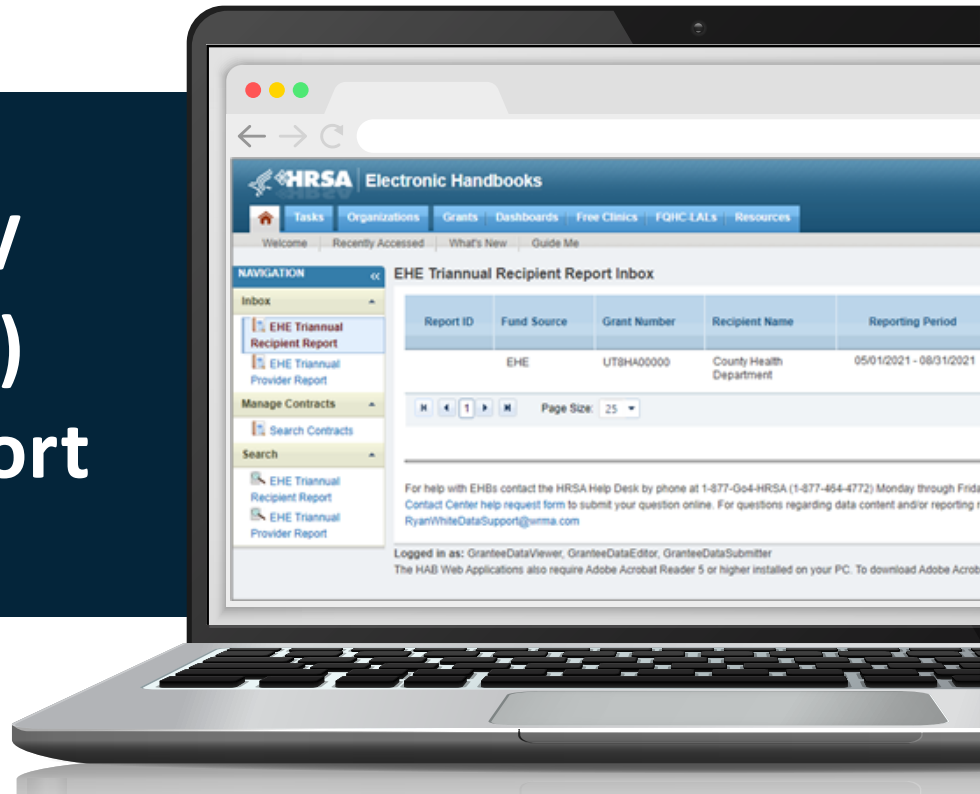 V
)
ort
HRSA Electronic Handbooks
Tasks Organizations Grants Dashboards Free Clinics FQHC-LALs Resources
Welcome Recently Accessed What's New Guide Me
NAVIGATION «
Inbox
EHE Triannual
Recipient Report
EHE Triannual
Provider Report
Manage Contracts
Search Contracts
Search
EHE Triannual
Recipient Report
EHE Triannual
Provider Report
EHE Triannual Recipient Report Inbox
Report ID Fund Source Grant Number Recipient Name Reporting Period
EHE UT8HA00000 County Health 05/01/2021 - 08/31/2021
Department
1 Page Size: 25
For help with EHBs contact the HRSA Help Desk by phone at 1-877-Go4-HRSA (1-877-464-4772) Monday through Frida
Contact Center help request form to submit your question online. For questions regarding data content and/or reporting r
RyanWhiteDataSupport@wrma.com
Logged in as: GranteeDataViewer, GranteeDataEditor, GranteeDataSubmitter
The HAB Web Applications also require Adobe Acrobat Reader 5 or higher installed on your PC. To download Adobe Acrob